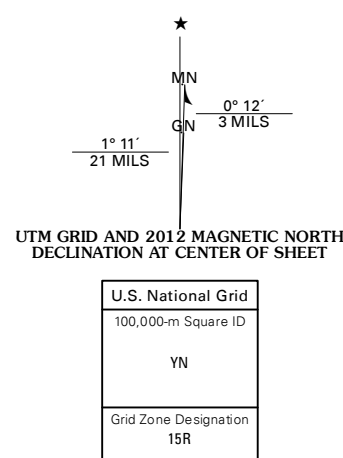 ★
MN
0° 12´
3 MILS
GN
1° 11´
21 MILS
UTM GRID AND 2012 MAGNETIC NORTH
DECLINATION AT CENTER OF SHEET
U.S. National Grid
100,000-m Square ID
YN
Grid Zone Designation
15R